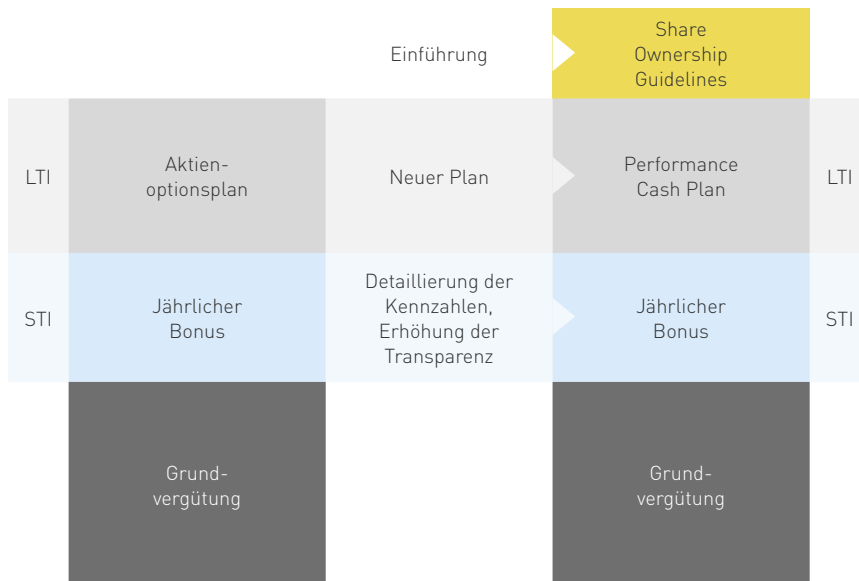 Einführung
Share
Ownership
Guidelines
LTI
Aktien-
optionsplan
Neuer Plan
Performance
Cash Plan
LTI
STI
Jährlicher
Bonus
Detaillierung der
Kennzahlen,
Erhöhung der
Transparenz
Jährlicher
Bonus
STI
Grund-
vergütung
Grund-
vergütung